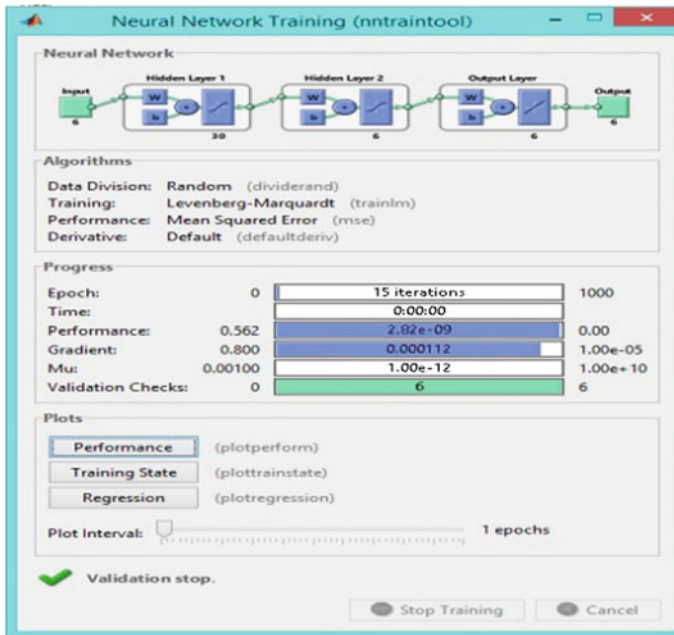 Neural Network Training (nntraintool)
Neural Network
Hidden Layer 1 Hidden Layer 2 Output Layer
Input Output
W W W
b b b
+ + +
6 30 6 6 6
Algorithms
Data Division: Random (dividerand)
Training: Levenberg-Marquardt (trainlm)
Performance: Mean Squared Error (mse)
Derivative: Default (defaultderiv)
Progress
Epoch: 0 15 iterations 1000
Time: 0:00:00
Performance: 0.562 2.82e-09 0.00
Gradient: 0.800 0.000112 1.00e-05
Mu: 0.00100 1.00e-12 1.00e+10
Validation Checks: 0 6 6
Plots
Performance (plotperform)
Training State (plottrainstate)
Regression (plotregression)
Plot Interval: 1 epochs
Validation stop.
Stop Training Cancel